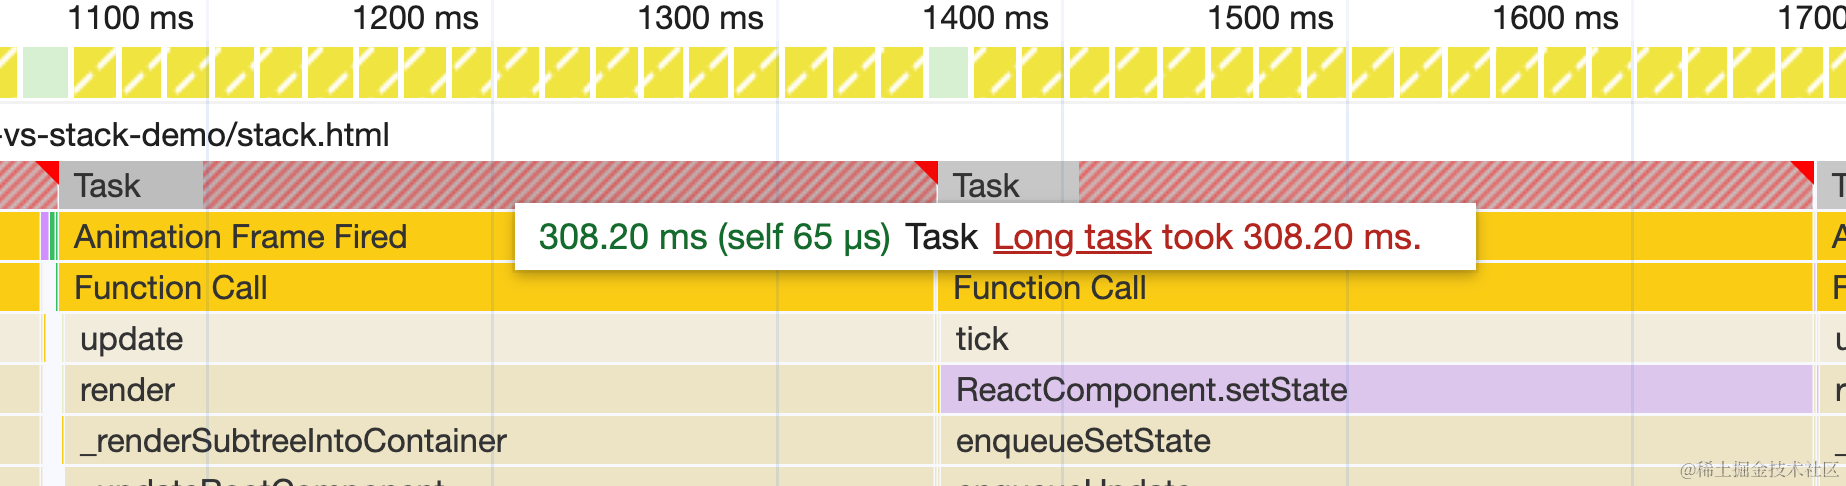 1100 ms 1200 ms 1300 ms 1400 ms 1500 ms 1600 ms 1700
-vs-stack-demo/stack.html
Task Task T
Animation Frame Fired A
308.20 ms (self 65 μs) Task Long task took 308.20 ms.
Function Call Function Call F
update tick u
render ReactComponent.setState r
_renderSubtreeIntoContainer enqueueSetState _
updateRootComponent enqueueUpdate
@稀土掘金技术社区